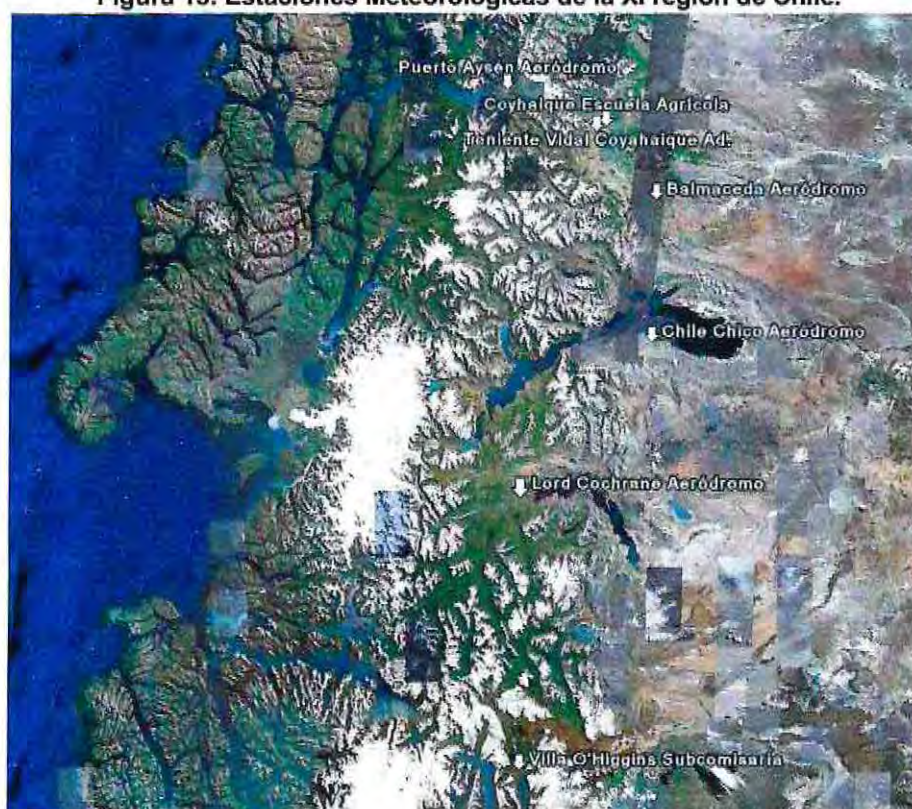 Figura 15. Estaciones Meteorológicas de la XI región de Chile.
Puerto Aysén Aeródromo
Coyhaique Escuela Agrícola
Teniente Vidal Coyahaique Ad.
Balmaceda Aeródromo
Chile Chico Aeródromo
Lord Cochrane Aeródromo
Villa O'Higgins Subcomisaría